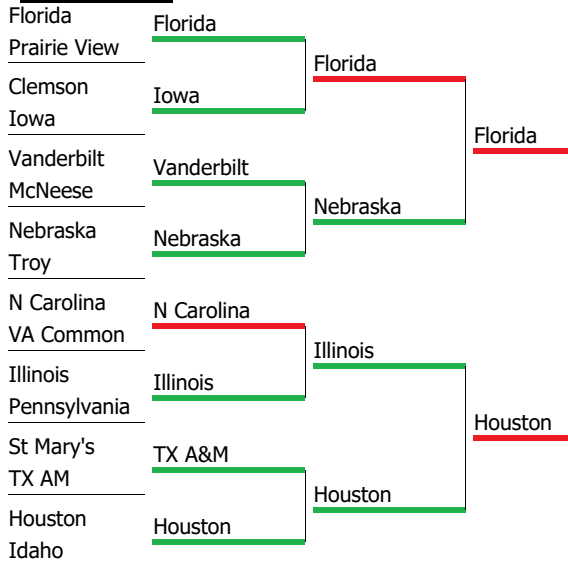 Florida
Prairie View
Clemson
Iowa
Vanderbilt
McNeese
Nebraska
Troy
N Carolina
VA Common
Illinois
Pennsylvania
St Mary's
TX AM
Houston
Idaho
Florida
Iowa
Vanderbilt
Nebraska
N Carolina
Illinois
TX A&M
Houston
Florida
Nebraska
Illinois
Houston
Florida
Houston